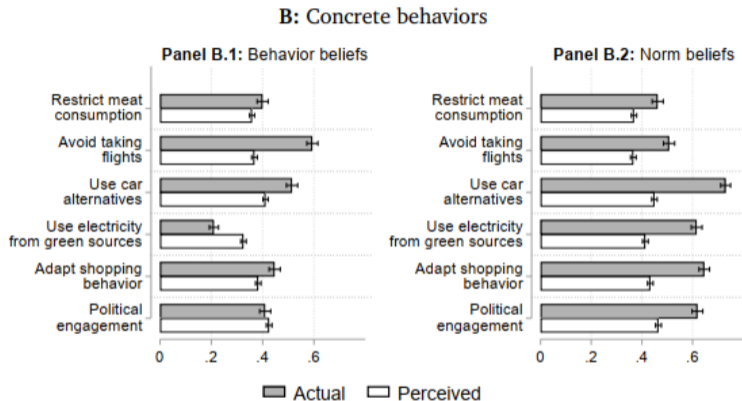 B: Concrete behaviors
Panel B.1: Behavior beliefs
Restrict meat
consumption
Avoid taking
flights
Use car
alternatives
Use electricity
from green sources
Adapt shopping
behavior
Political
engagement
0 .2 .4 .6
Panel B.2: Norm beliefs
Restrict meat
consumption
Avoid taking
flights
Use car
alternatives
Use electricity
from green sources
Adapt shopping
behavior
Political
engagement
0 .2 .4 .6
Actual Perceived